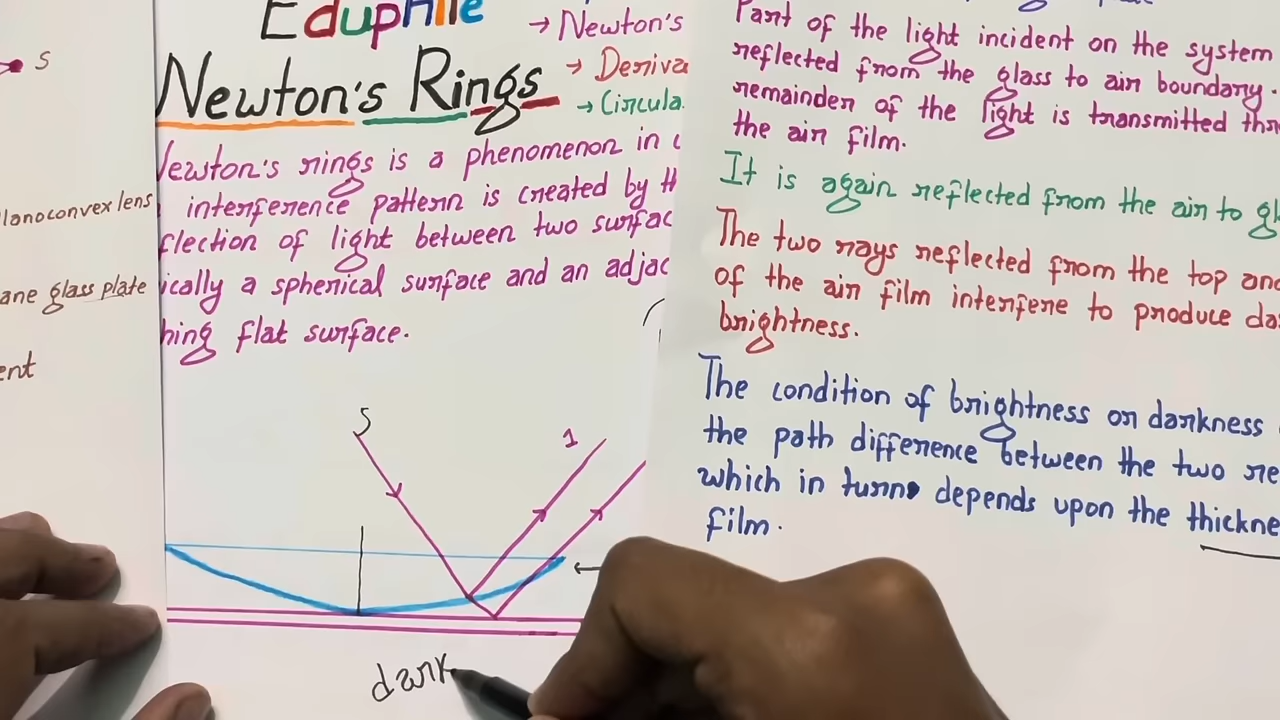 S
lanoconvex lens
ane glass plate
ent
Eduphile
Newton's Rings
→ Newton's
→ Deriva
→ Circula
Newton's rings is a phenomenon in
interference pattern is created by th
flection of light between two surfac
ically a spherical surface and an adjac
hing flat surface.
S
1
dark
Part of the light incident on the system
reflected from the glass to air boundary.
remainder of the light is transmitted thr
the air film.
It is again reflected from the air to gl
The two rays reflected from the top and
of the air film interfere to produce da
brightness.
The condition of brightness or darkness
the path difference between the two re
which in turn depends upon the thickne
film.